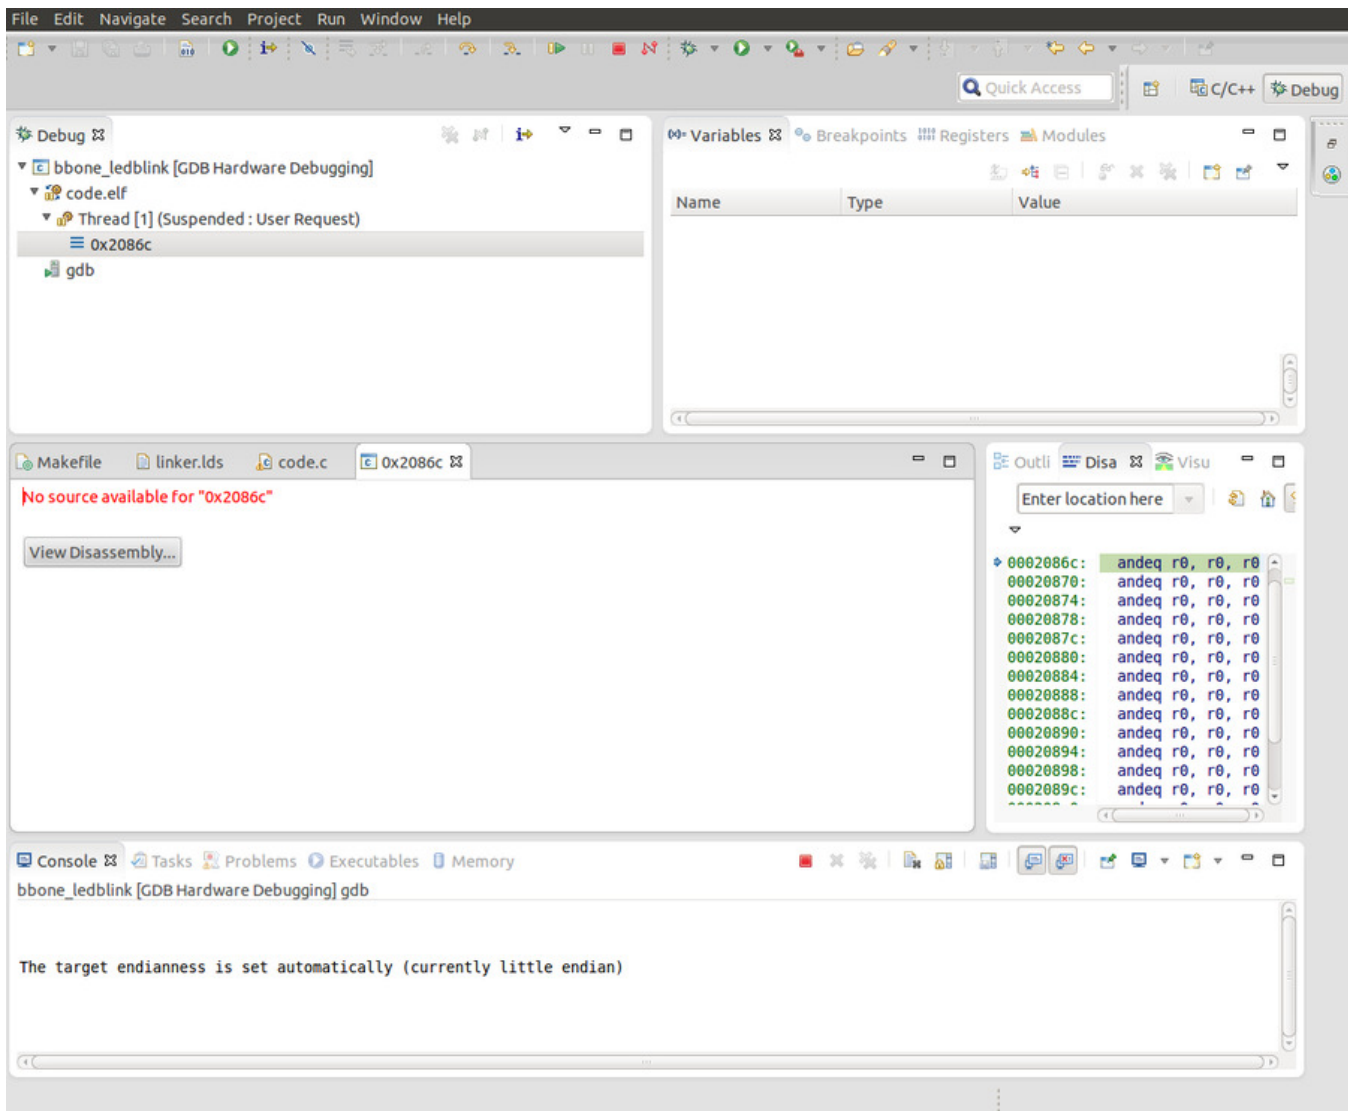 File Edit Navigate Search Project Run Window Help
Quick Access
C/C++
Debug
Debug
bbone_ledblink [GDB Hardware Debugging]
code.elf
Thread [1] (Suspended : User Request)
0x2086c
gdb
(x)= Variables Breakpoints Registers Modules
Name Type Value
Makefile linker.lds code.c 0x2086c
No source available for "0x2086c"
View Disassembly...
Outli Disa Visu
Enter location here
0002086c: andeq r0, r0, r0
00020870: andeq r0, r0, r0
00020874: andeq r0, r0, r0
00020878: andeq r0, r0, r0
0002087c: andeq r0, r0, r0
00020880: andeq r0, r0, r0
00020884: andeq r0, r0, r0
00020888: andeq r0, r0, r0
0002088c: andeq r0, r0, r0
00020890: andeq r0, r0, r0
00020894: andeq r0, r0, r0
00020898: andeq r0, r0, r0
0002089c: andeq r0, r0, r0
Console Tasks Problems Executables Memory
bbone_ledblink [GDB Hardware Debugging] gdb
The target endianness is set automatically (currently little endian)